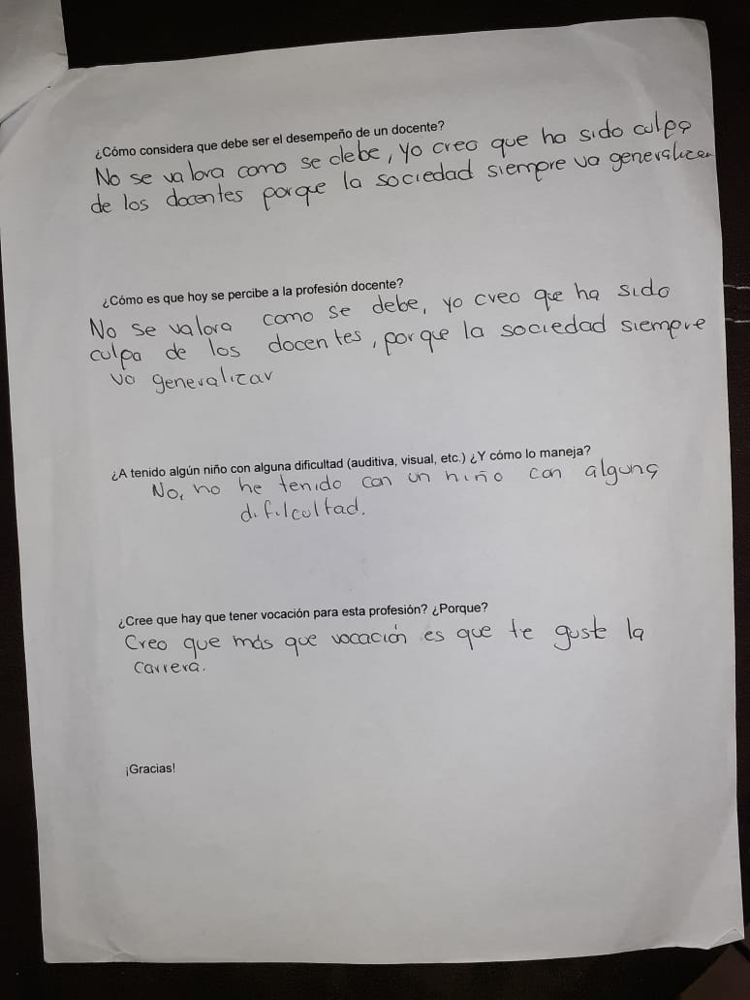 ¿Cómo considera que debe ser el desempeño de un docente?
No se valora como se debe, yo creo que ha sido culpa
de los docentes porque la sociedad siempre va generalizar
¿Cómo es que hoy se percibe a la profesión docente?
No se valora como se debe, yo creo que ha sido
culpa de los docentes, porque la sociedad siempre
va generalizar
¿A tenido algún niño con alguna dificultad (auditiva, visual, etc.) ¿Y cómo lo maneja?
No, no he tenido con un niño con alguna
difilcultad.
¿Cree que hay que tener vocación para esta profesión? ¿Porque?
Creo que más que vocación es que te guste la
carrera.
¡Gracias!